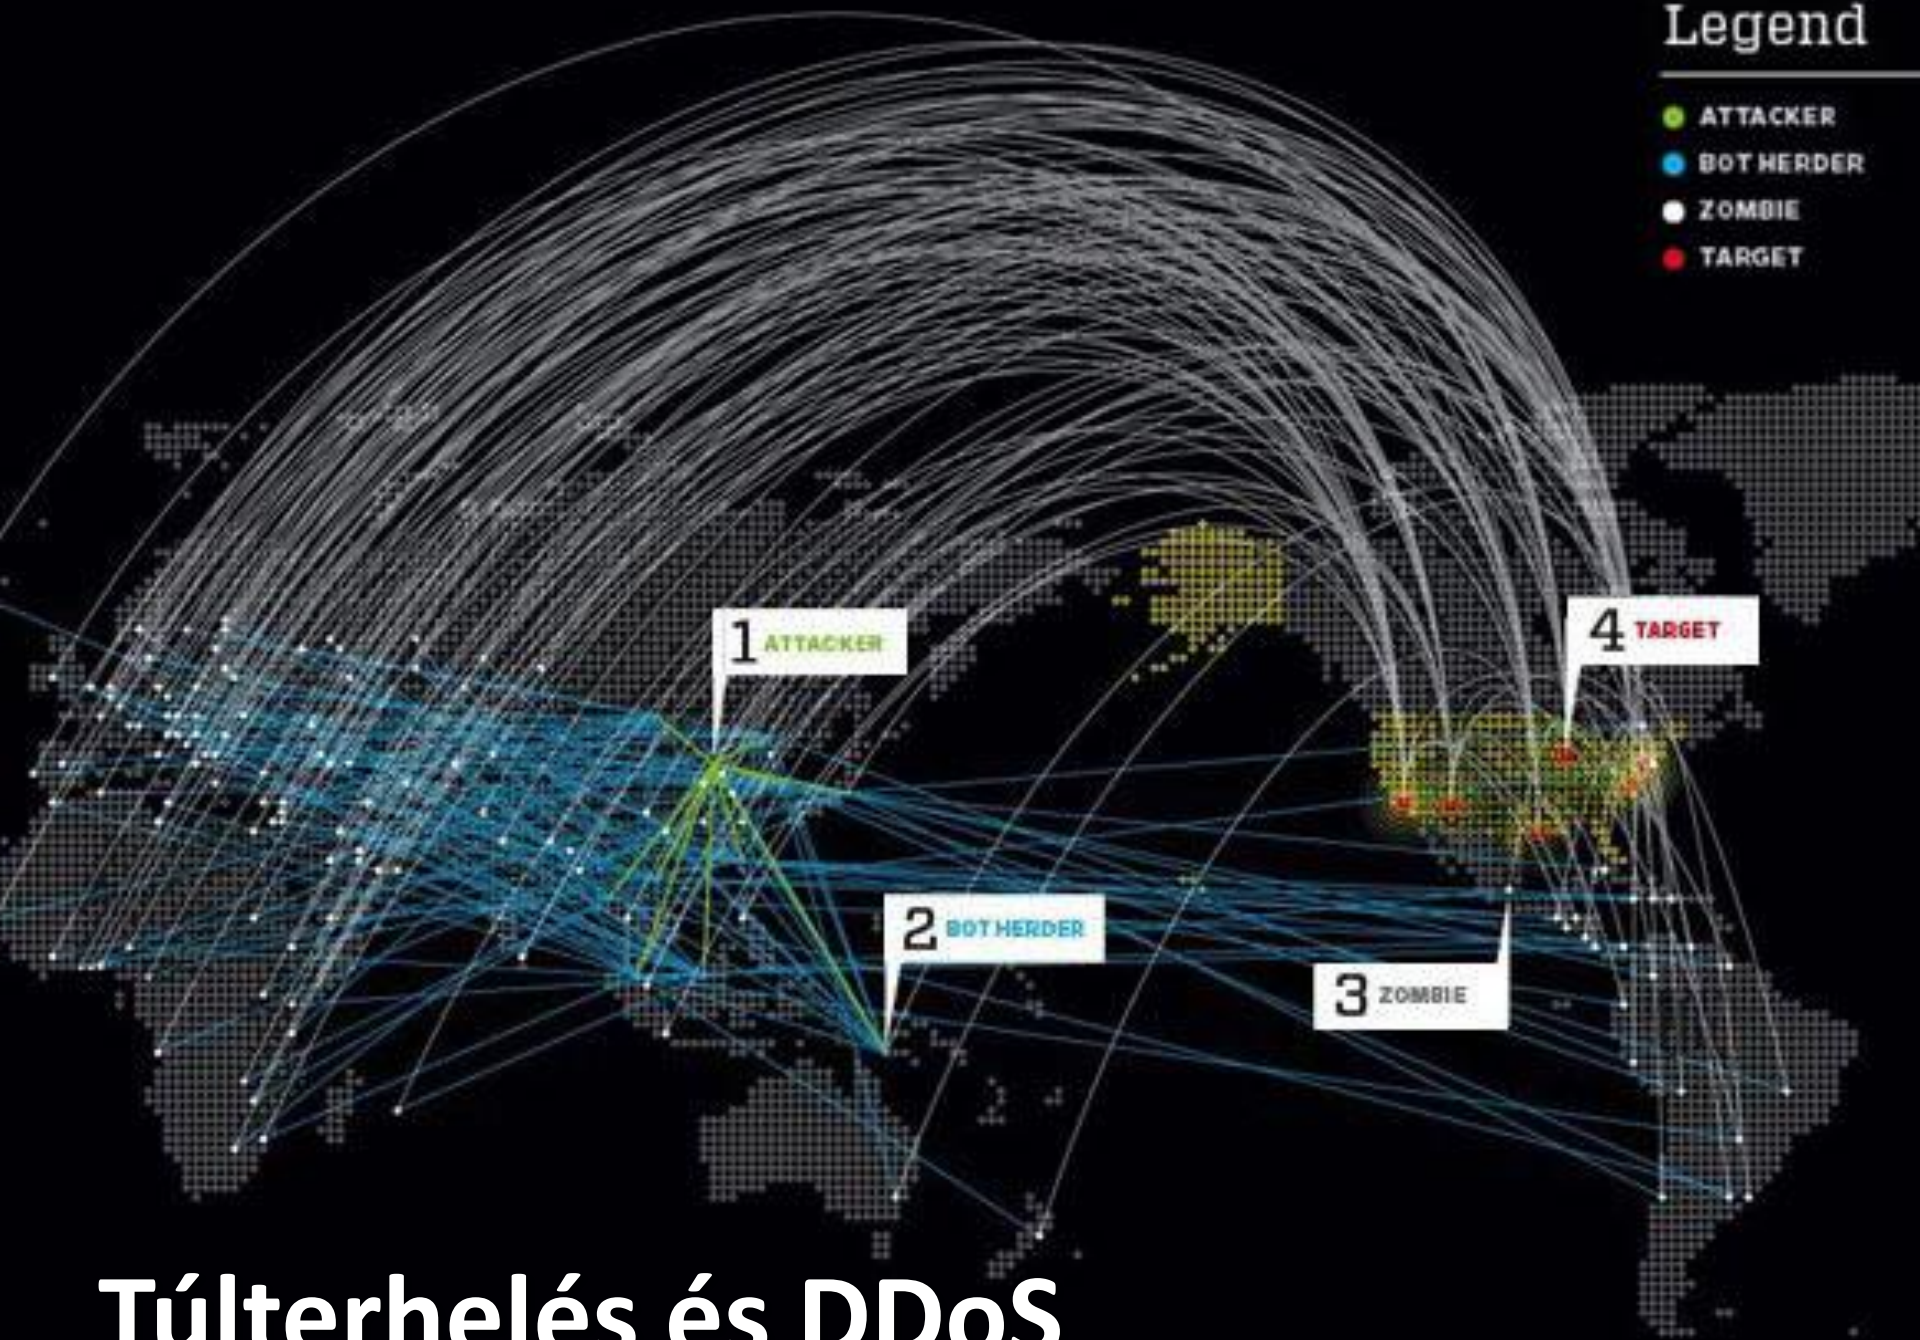 Legend
ATTACKER
BOT HERDER
ZOMBIE
TARGET
1 ATTACKER
4 TARGET
2 BOT HERDER
3 ZOMBIE
Túlterhelés és DDoS